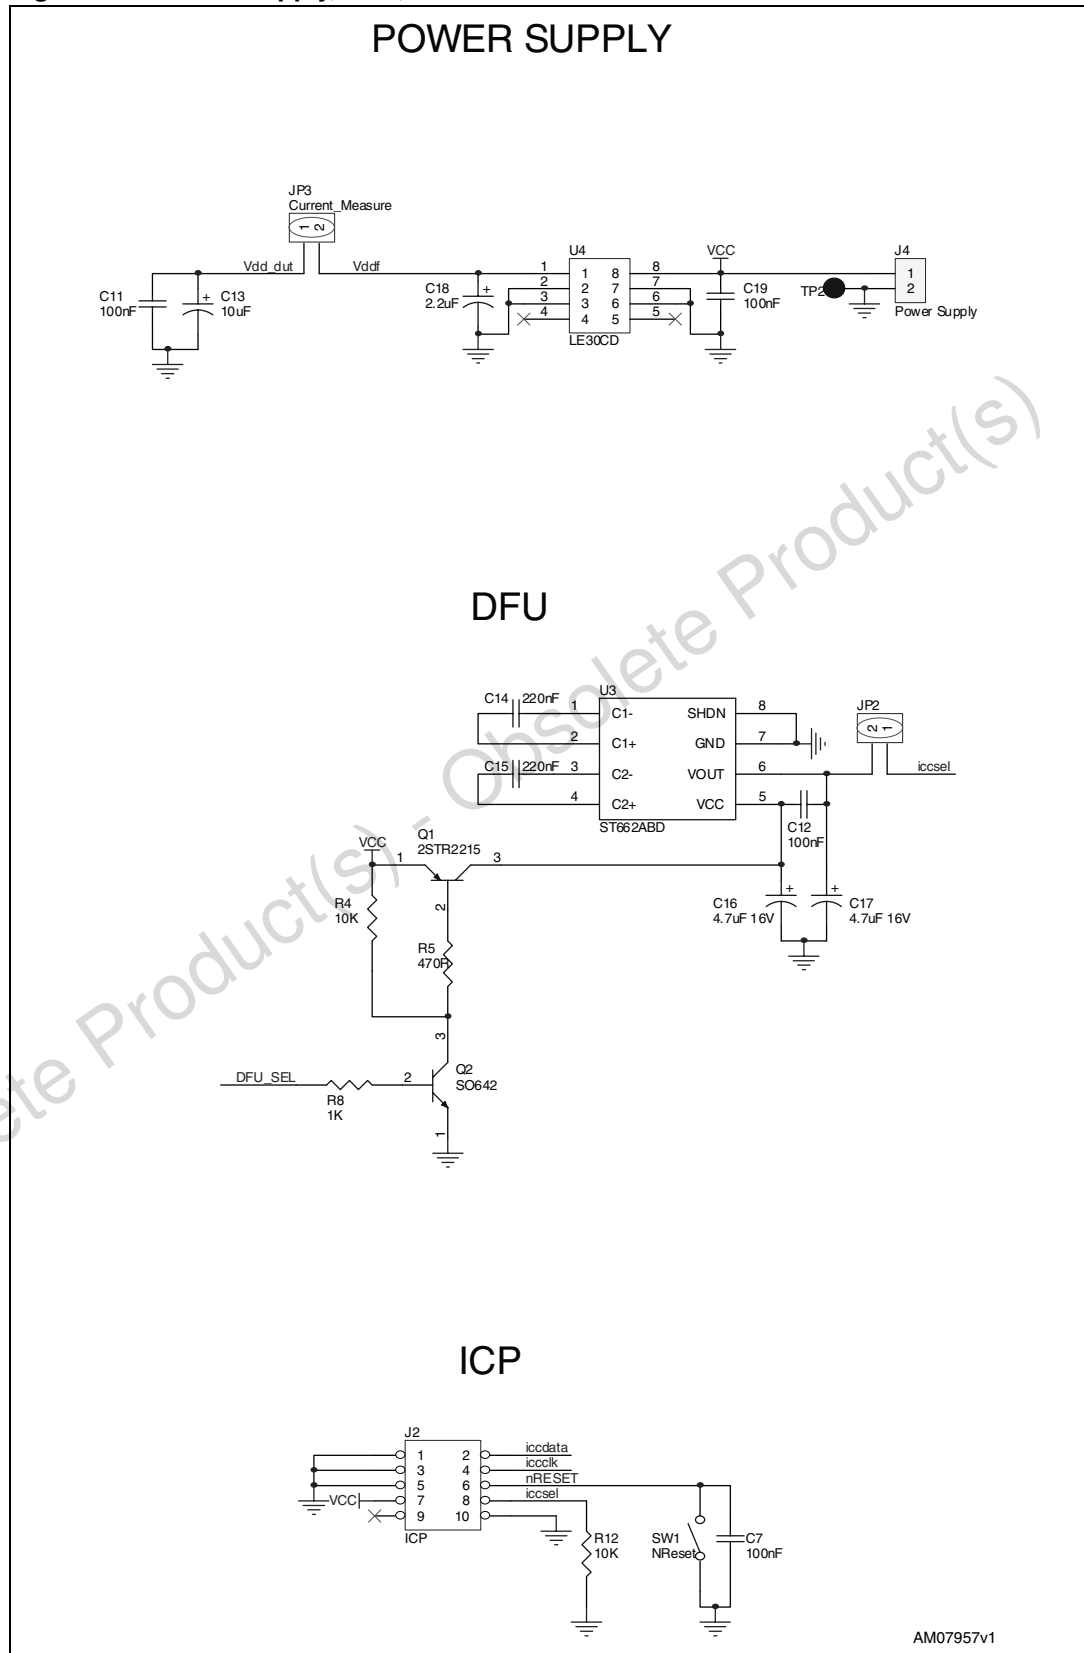 POWER SUPPLY
JP3
Current_Measure
1 2
Vdd_dut
Vddf
C11
100nF
C13
10uF
C18
2.2uF
U4
1 1 8 8
2 2 7 7
3 3 6 6
4 4 5 5
LE30CD
VCC
C19
100nF
TP2
J4
1
2
Power Supply
DFU
C14 220nF
C15 220nF
U3
1 C1- SHDN 8
2 C1+ GND 7
3 C2- VOUT 6
4 C2+ VCC 5
ST662ABD
JP2
2 1
iccsel
C12
100nF
Q1
2STR2215
VCC
1
3
2
R4
10K
R5
470R
C16
4.7uF 16V
C17
4.7uF 16V
3
DFU_SEL
R8
1K
2
Q2
SO642
1
ICP
J2
1 2 iccdata
3 4 iccclk
5 6 nRESET
VCC 7 8 iccsel
9 10
ICP
R12
10K
SW1
NReset
C7
100nF
AM07957v1
Obsolete Product(s) - Obsolete Product(s)